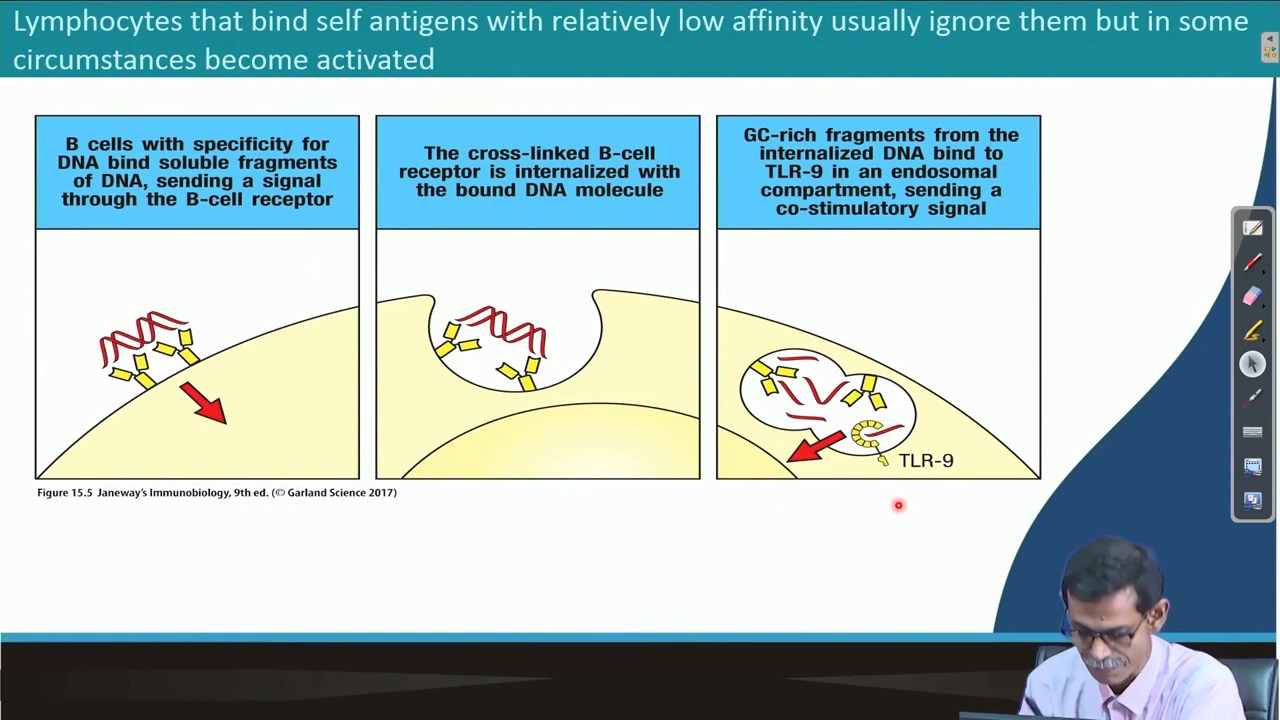 Lymphocytes that bind self antigens with relatively low affinity usually ignore them but in some
circumstances become activated
B cells with specificity for
DNA bind soluble fragments
of DNA, sending a signal
through the B-cell receptor
The cross-linked B-cell
receptor is internalized with
the bound DNA molecule
GC-rich fragments from the
internalized DNA bind to
TLR-9 in an endosomal
compartment, sending a
co-stimulatory signal
TLR-9
Figure 15.5 Janeway's Immunobiology, 9th ed. (© Garland Science 2017)